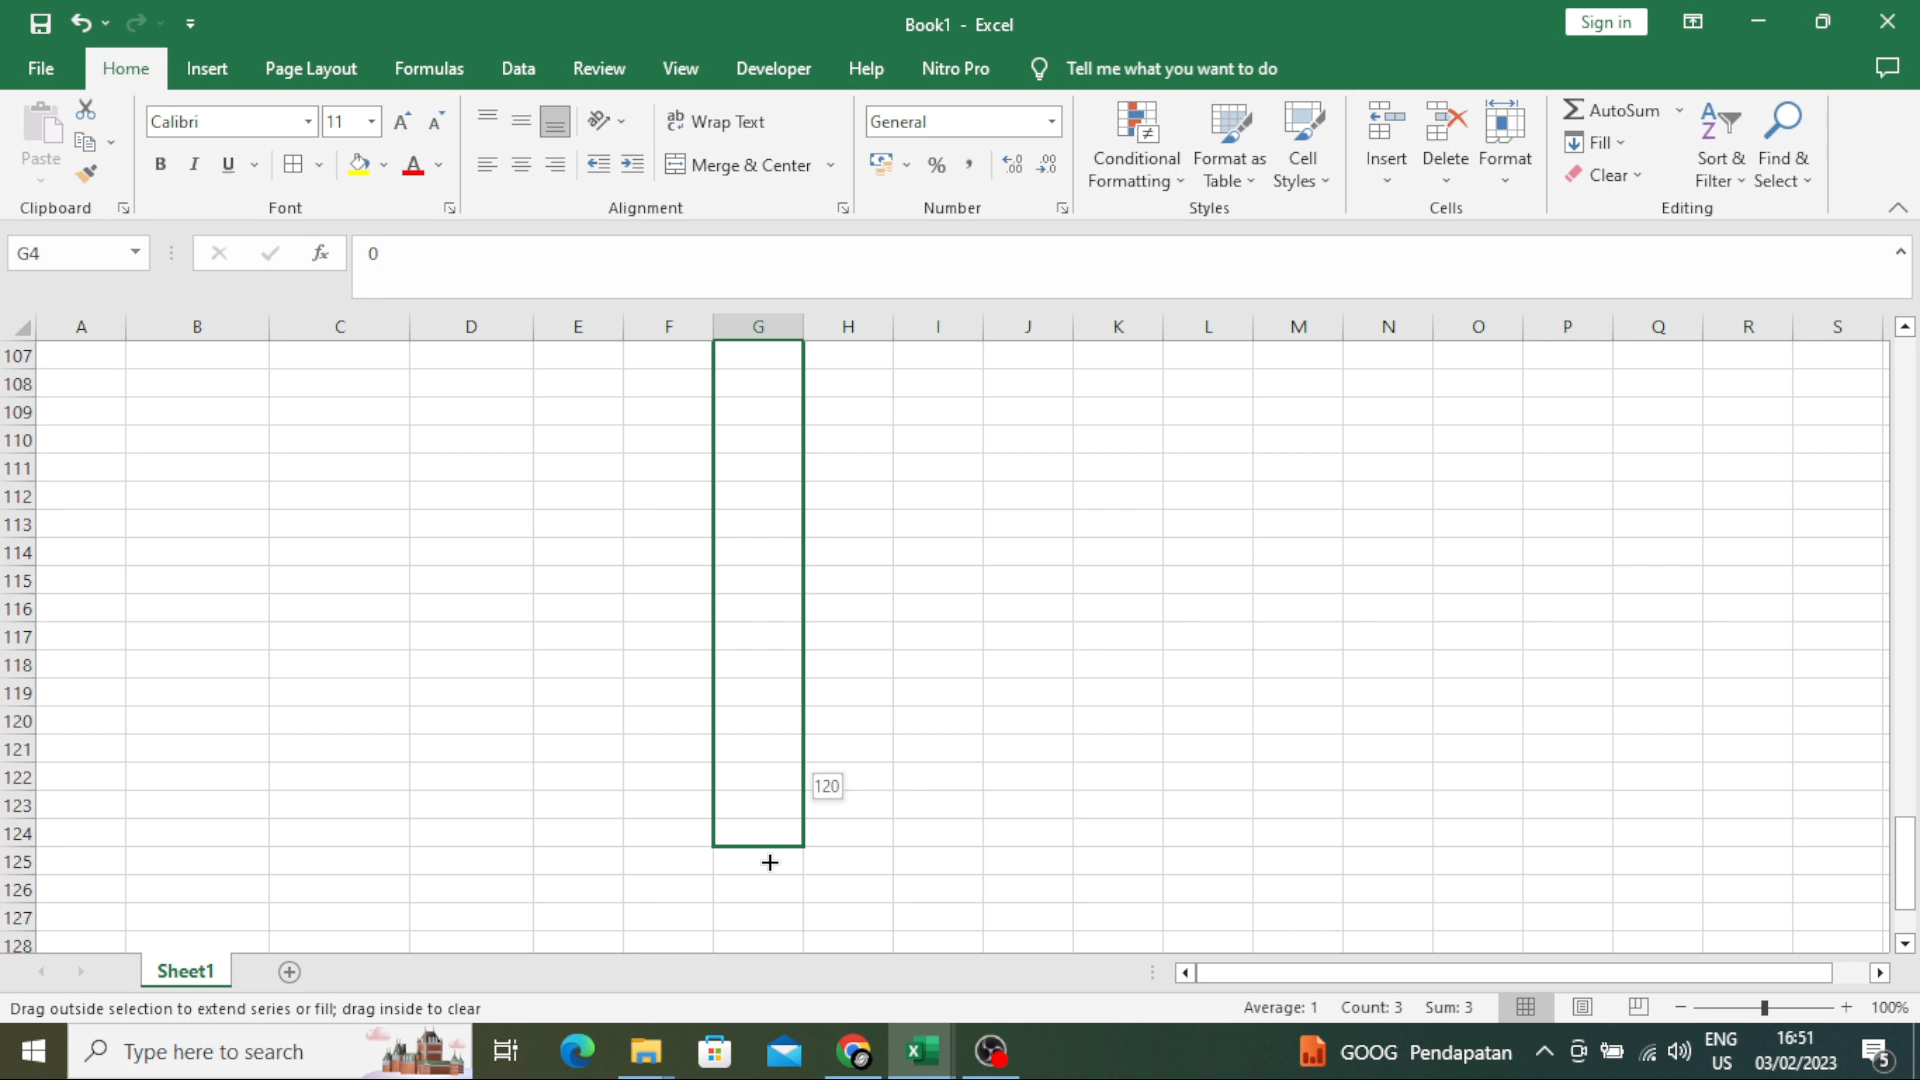 Book1 - Excel
Sign in
File Home Insert Page Layout Formulas Data Review View Developer Help Nitro Pro Tell me what you want to do
Paste
Clipboard
Calibri 11
B I U
Font
ab Wrap Text
Merge & Center
Alignment
General
%
Number
Conditional Formatting
Format as Table
Cell Styles
Styles
Insert Delete Format
Cells
AutoSum
Fill
Clear
Sort & Filter
Find & Select
Editing
G4 fx 0
A B C D E F G H I J K L M N O P Q R S
107
108
109
110
111
112
113
114
115
116
117
118
119
120
121
122
120
123
124
125
126
127
128
Sheet1
Drag outside selection to extend series or fill; drag inside to clear
Average: 1 Count: 3 Sum: 3 100%
Type here to search
GOOG Pendapatan
ENG
US
16:51
03/02/2023
5